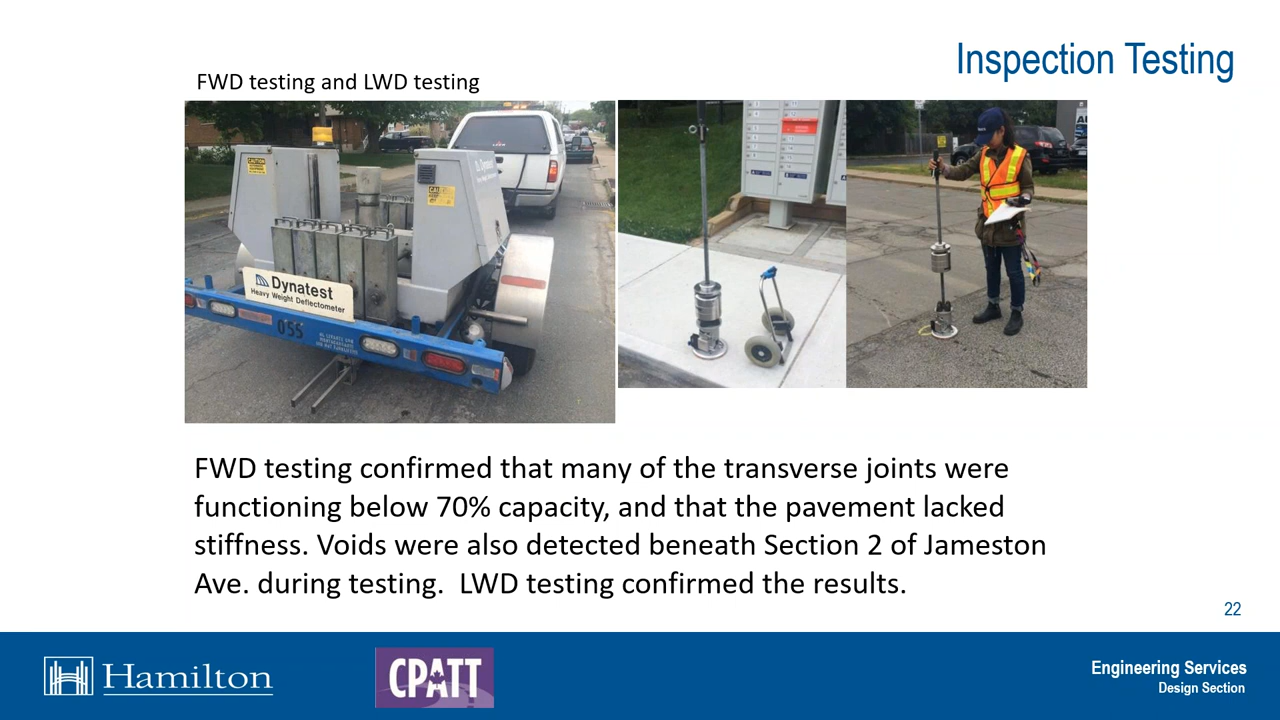 Inspection Testing
FWD testing and LWD testing
Dynatest
Heavy Weight Deflectometer
055
FWD testing confirmed that many of the transverse joints were
functioning below 70% capacity, and that the pavement lacked
stiffness. Voids were also detected beneath Section 2 of Jameston
Ave. during testing. LWD testing confirmed the results.
22
Hamilton
CPATT
Engineering Services
Design Section